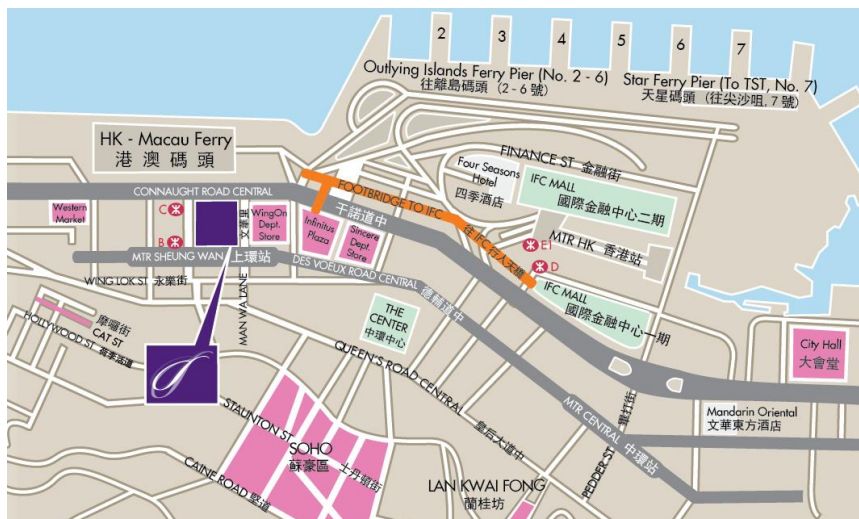 2
3
4
5
6
7
Outlying Islands Ferry Pier (No. 2 - 6)
往離島碼頭（2 - 6 號）
Star Ferry Pier (To TST, No. 7)
天星碼頭（往尖沙咀, 7 號）
HK - Macau Ferry
港澳碼頭
FINANCE ST 金融街
Four Seasons
Hotel
四季酒店
IFC MALL
國際金融中心二期
CONNAUGHT ROAD CENTRAL
FOOTBRIDGE TO IFC
往 IFC 行人天橋
干諾道中
Western
Market
C
B
文華里
WingOn
Dept.
Store
Infinitus
Plaza
Sincere
Dept.
Store
MTR HK 香港站
E1
D
MTR SHEUNG WAN 上環站
DES VOEUX ROAD CENTRAL 德輔道中
WING LOK ST 永樂街
MAN WA LANE
IFC MALL
國際金融中心一期
THE
CENTER
中環中心
摩囉街
CAT ST
HOLLYWOOD ST 荷李活道
City Hall
大會堂
QUEEN'S ROAD CENTRAL 皇后大道中
畢打街
PEDDER ST
Mandarin Oriental
文華東方酒店
STAUNTON ST 士丹頓街
MTR CENTRAL 中環站
SOHO
蘇豪區
CAINE ROAD 堅道
LAN KWAI FONG
蘭桂坊